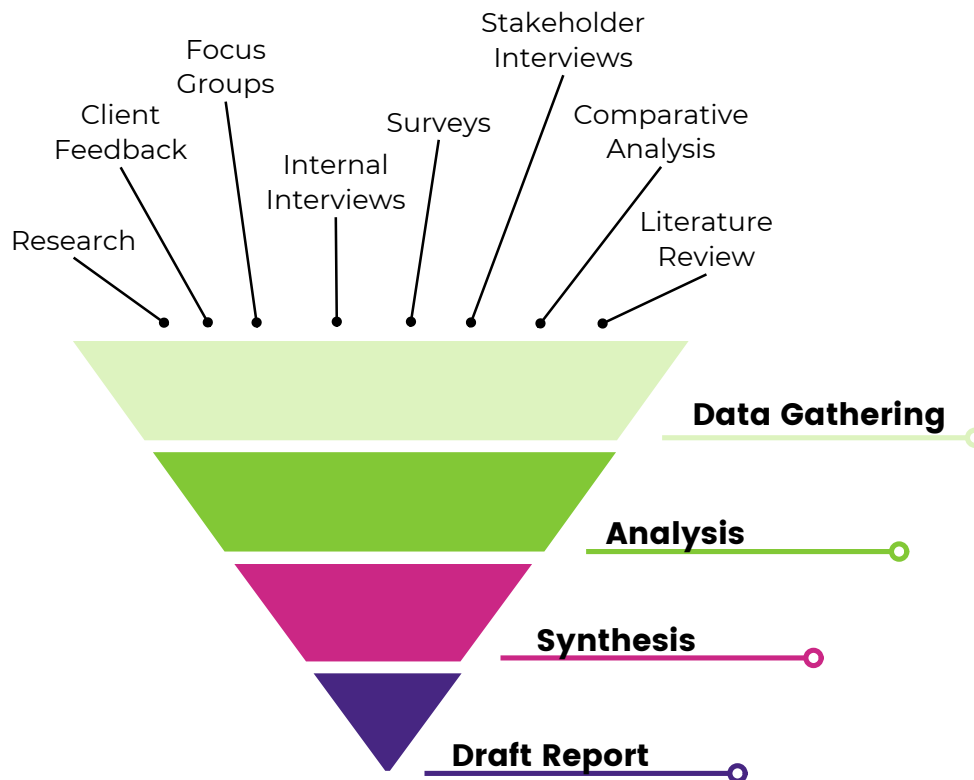 Stakeholder
Interviews
Focus
Groups
Client
Feedback
Surveys
Comparative
Analysis
Internal
Interviews
Research
Literature
Review
Data Gathering
Analysis
Synthesis
Draft Report